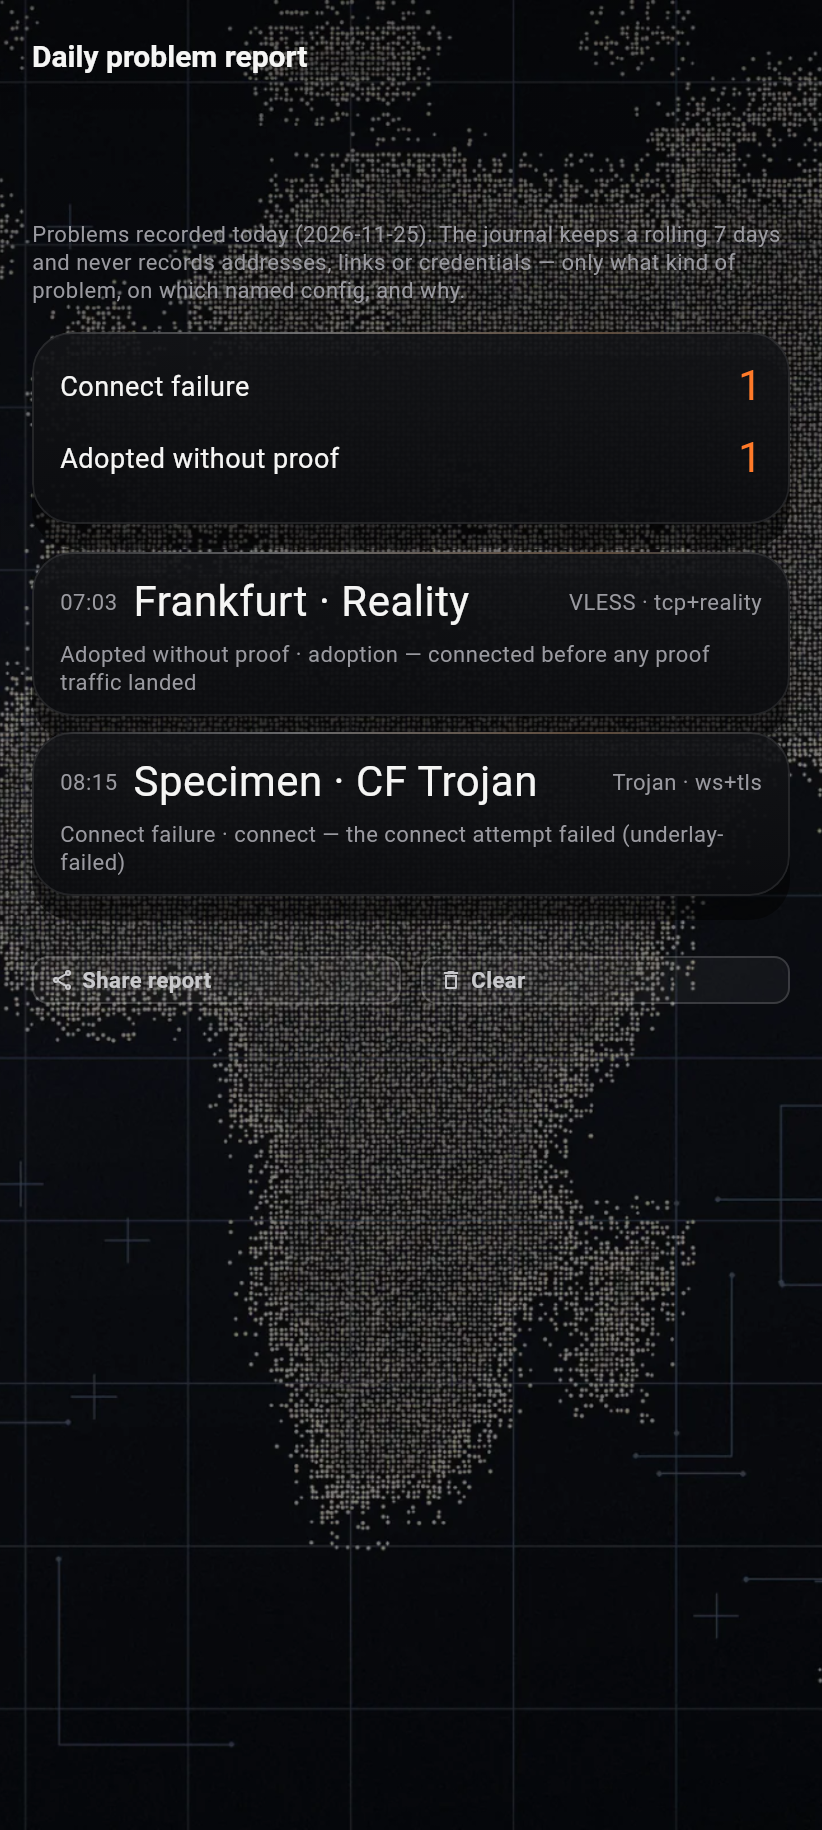 Daily problem report
Problems recorded today (2026-11-25). The journal keeps a rolling 7 days
and never records addresses, links or credentials — only what kind of
problem, on which named config, and why.
Connect failure 1
Adopted without proof 1
07:03 Frankfurt · Reality VLESS · tcp+reality
Adopted without proof · adoption — connected before any proof
traffic landed
08:15 Specimen · CF Trojan Trojan · ws+tls
Connect failure · connect — the connect attempt failed (underlay-
failed)
Share report Clear